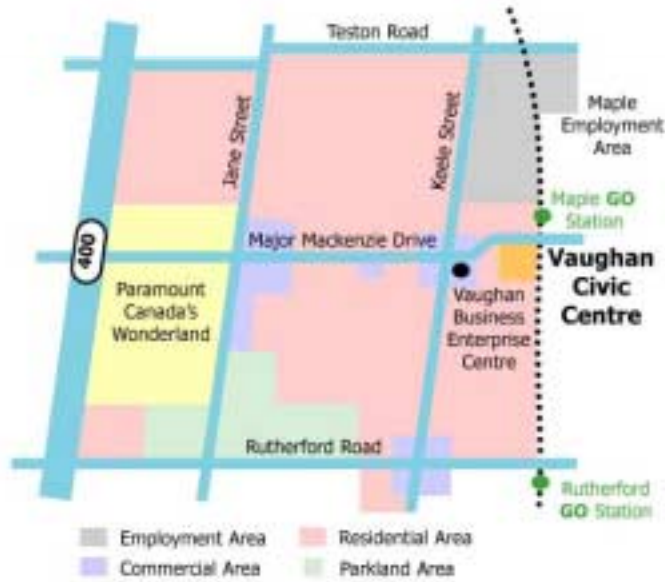 Teston Road
Jane Street
Keele Street
Maple
Employment
Area
Maple GO
Station
400
Major Mackenzie Drive
Vaughan
Civic
Centre
Paramount
Canada's
Wonderland
Vaughan
Business
Enterprise
Centre
Rutherford Road
Rutherford
GO Station
Employment Area
Residential Area
Commercial Area
Parkland Area